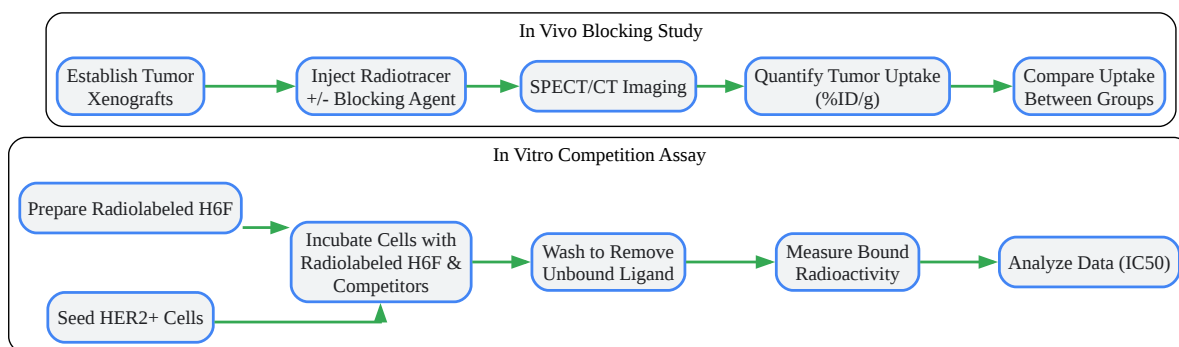 In Vivo Blocking Study
Establish Tumor
Xenografts
Inject Radiotracer
+/- Blocking Agent
SPECT/CT Imaging
Quantify Tumor Uptake
(%ID/g)
Compare Uptake
Between Groups
In Vitro Competition Assay
Prepare Radiolabeled H6F
Seed HER2+ Cells
Incubate Cells with
Radiolabeled H6F &
Competitors
Wash to Remove
Unbound Ligand
Measure Bound
Radioactivity
Analyze Data (IC50)